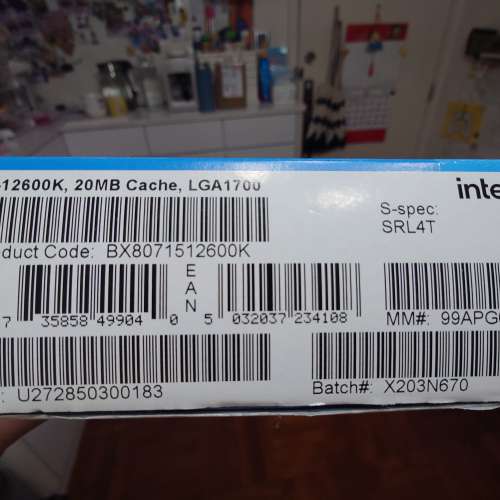 -12600K, 20MB Cache, LGA1700
inte
S-spec:
SRL4T
oduct Code: BX8071512600K
EAN
7 35858 49904 0 5 032037 234108
MM#: 99APG
: U272850300183
Batch#: X203N670